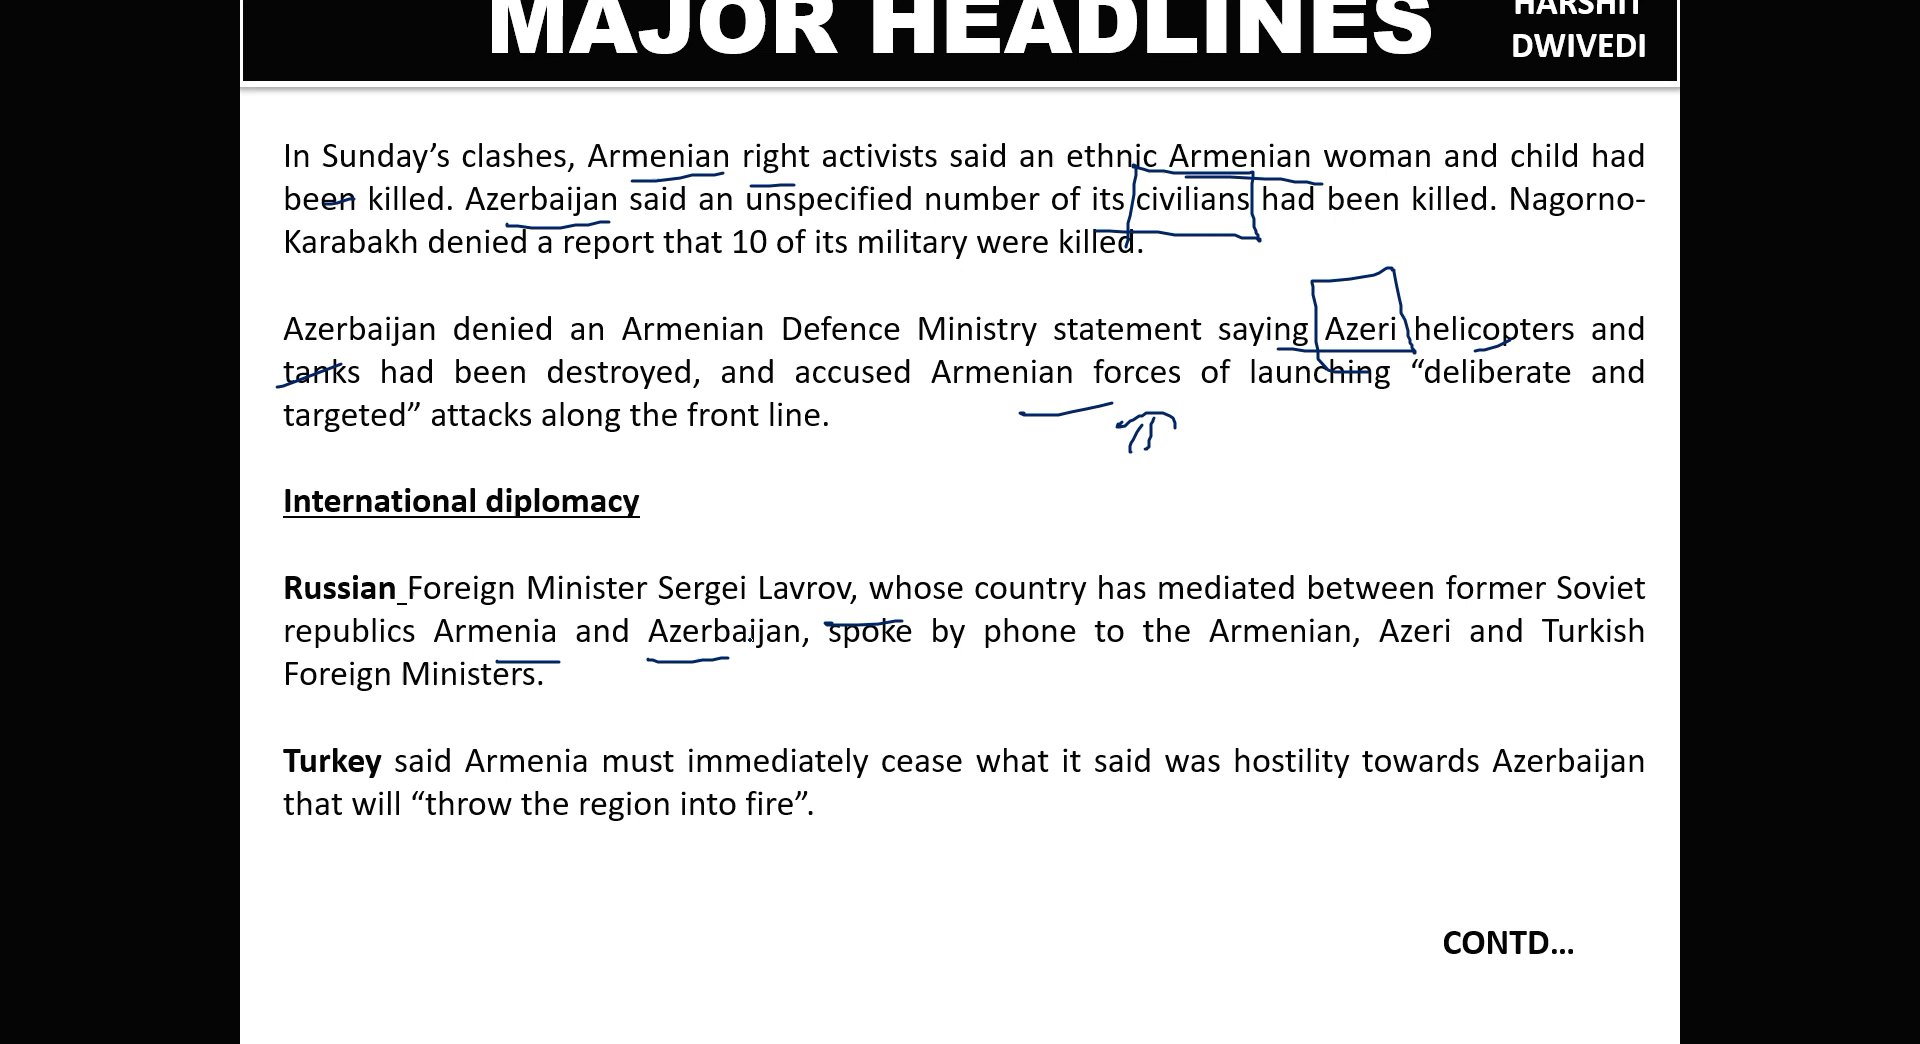 MAJOR HEADLINES
HARSHIT
DWIVEDI
In Sunday’s clashes, Armenian right activists said an ethnic Armenian woman and child had
been killed. Azerbaijan said an unspecified number of its civilians had been killed. Nagorno-
Karabakh denied a report that 10 of its military were killed.
Azerbaijan denied an Armenian Defence Ministry statement saying Azeri helicopters and
tanks had been destroyed, and accused Armenian forces of launching “deliberate and
targeted” attacks along the front line.
International diplomacy
Russian Foreign Minister Sergei Lavrov, whose country has mediated between former Soviet
republics Armenia and Azerbaijan, spoke by phone to the Armenian, Azeri and Turkish
Foreign Ministers.
Turkey said Armenia must immediately cease what it said was hostility towards Azerbaijan
that will “throw the region into fire”.
CONTD...